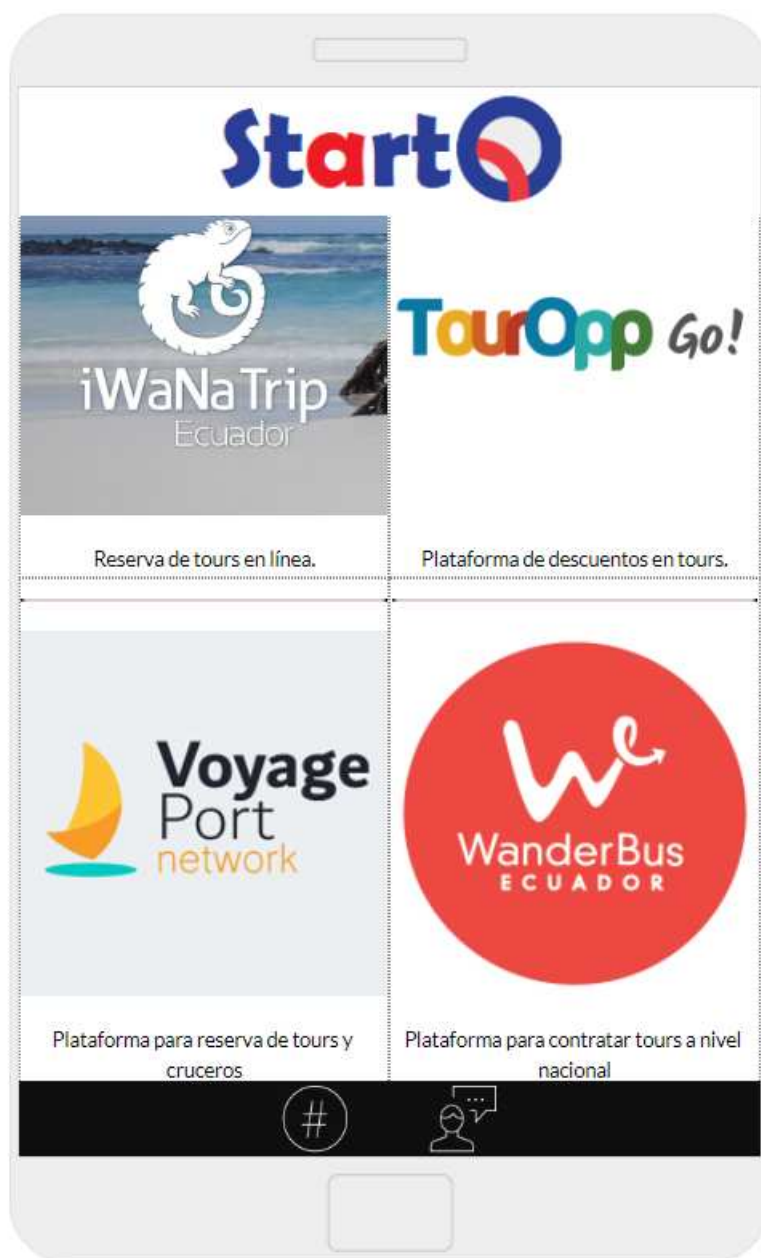 StartQ
iWaNaTrip
Ecuador
TourOpp Go!
Reserva de tours en línea.
Plataforma de descuentos en tours.
Voyage
Port
network
We
WanderBus
ECUADOR
Plataforma para reserva de tours y
cruceros
Plataforma para contratar tours a nivel
nacional
#